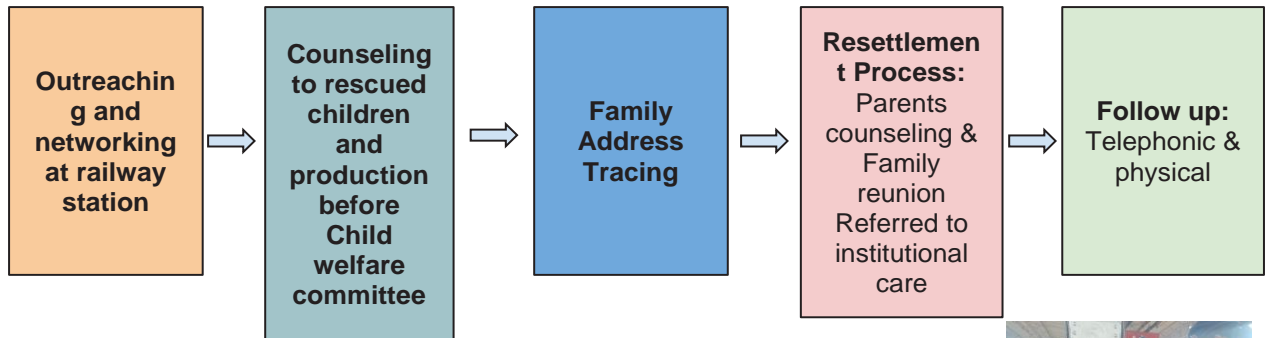 Outreachin
g and
networking
at railway
station
Counseling
to rescued
children
and
production
before
Child
welfare
committee
Family
Address
Tracing
Resettlemen
t Process:
Parents
counseling &
Family
reunion
Referred to
institutional
care
Follow up:
Telephonic &
physical